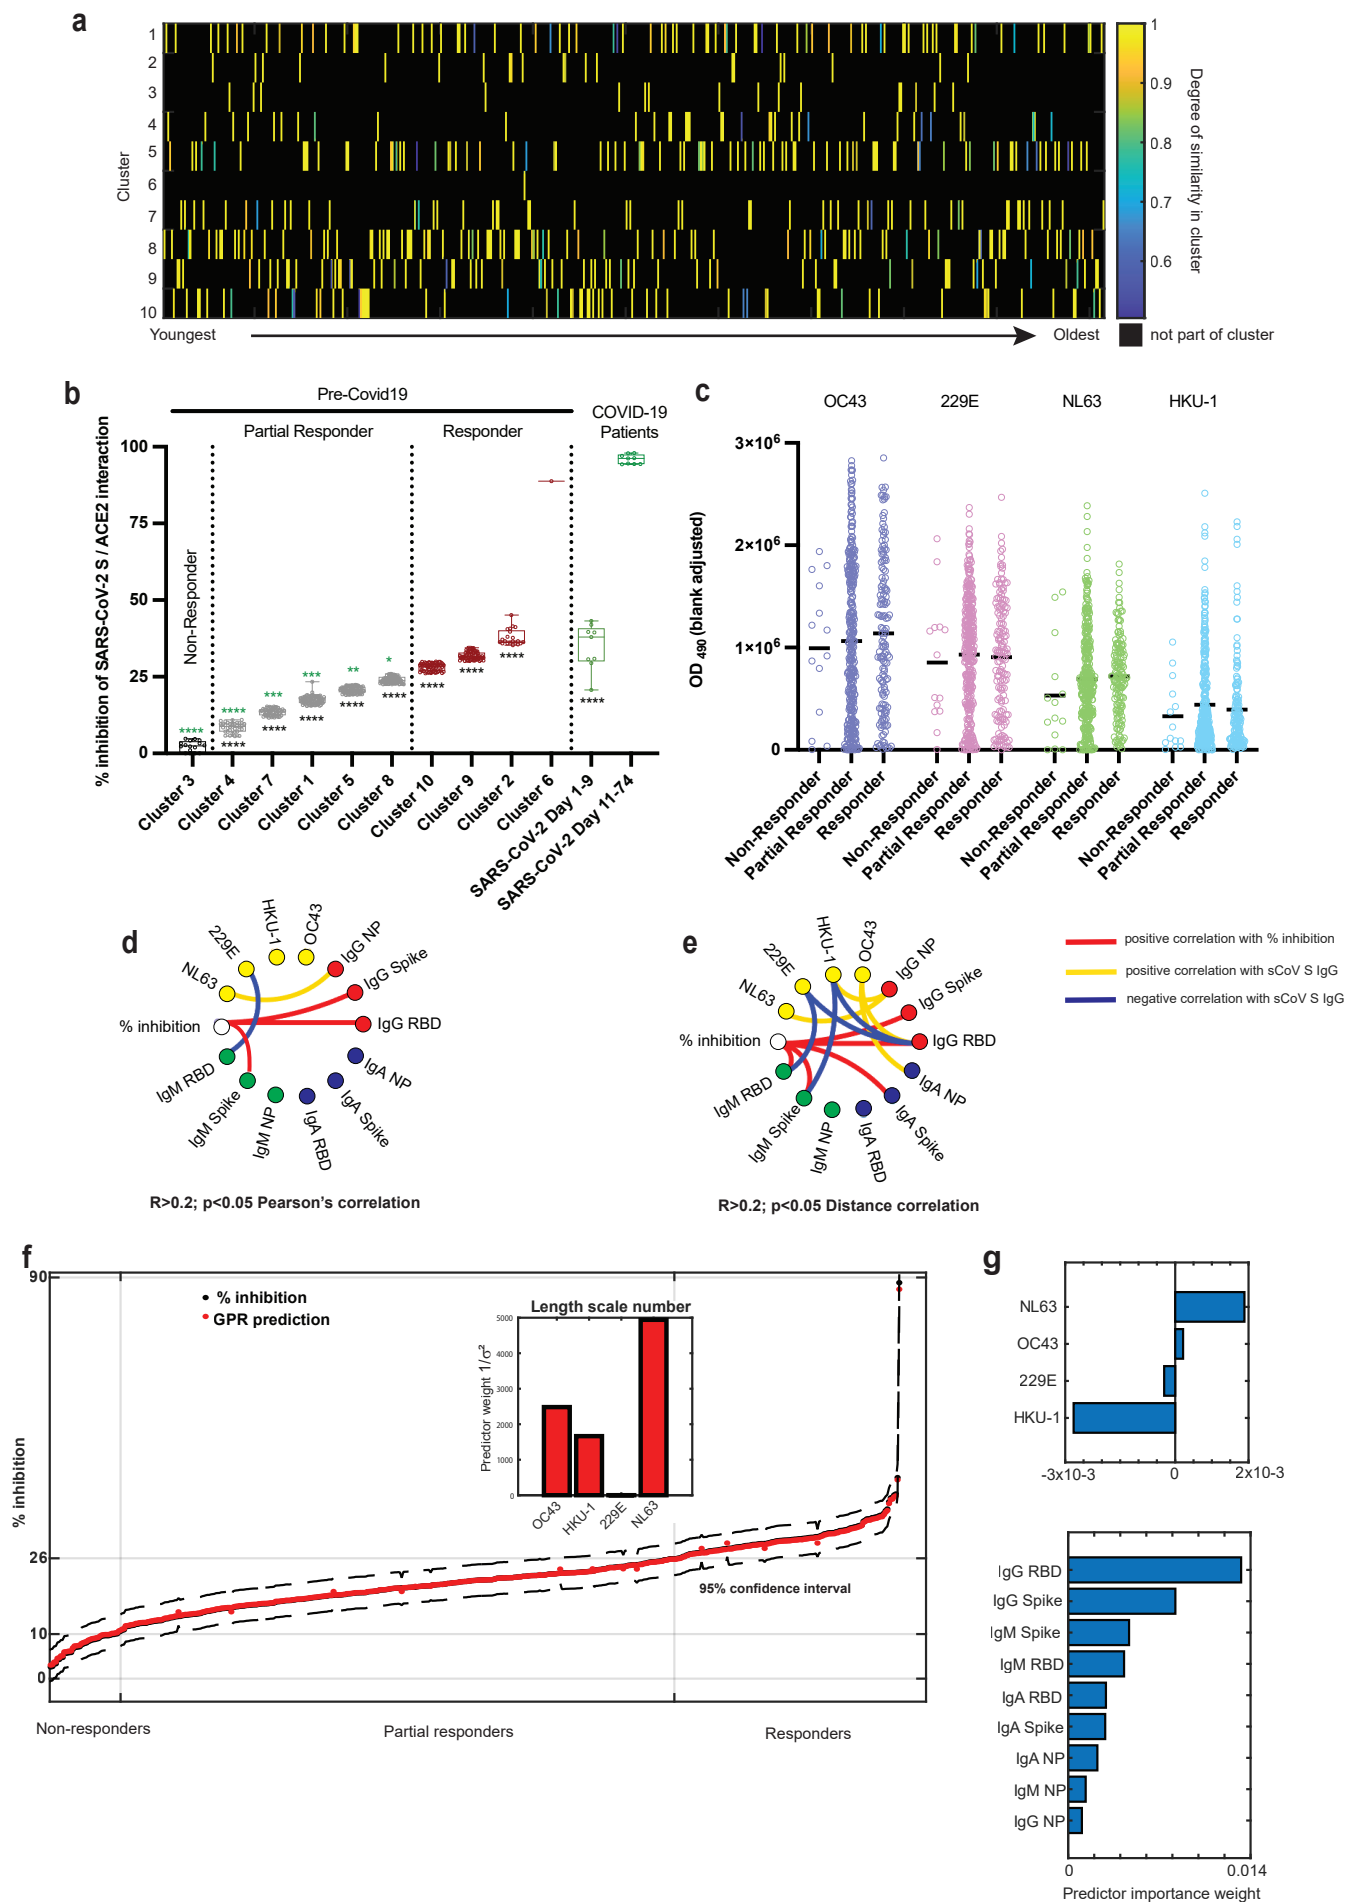 a
1
2
3
4
5
6
7
8
9
10
Cluster
Youngest
Oldest
not part of cluster
1
0.9
0.8
0.7
0.6
Degree of similarity in cluster
b
Pre-Covid19
Partial Responder
Responder
COVID-19
Patients
Non-Responder
% inhibition of SARS-CoV-2 S / ACE2 interaction
100
75
50
25
0
****
****
***
****
***
****
**
****
*
****
****
****
****
****
Cluster 3
Cluster 4
Cluster 7
Cluster 1
Cluster 5
Cluster 8
Cluster 10
Cluster 9
Cluster 2
Cluster 6
SARS-CoV-2 Day 1-9
SARS-CoV-2 Day 11-74
c
OC43
229E
NL63
HKU-1
OD 490 (blank adjusted)
3×10⁶
2×10⁶
1×10⁶
0
Non-Responder
Partial Responder
Responder
Non-Responder
Partial Responder
Responder
Non-Responder
Partial Responder
Responder
Non-Responder
Partial Responder
Responder
d
% inhibition
NL63
229E
HKU-1
OC43
IgG NP
IgG Spike
IgG RBD
IgA NP
IgA Spike
IgA RBD
IgM NP
IgM Spike
IgM RBD
R>0.2; p<0.05 Pearson's correlation
e
% inhibition
NL63
229E
HKU-1
OC43
IgG NP
IgG Spike
IgG RBD
IgA NP
IgA Spike
IgA RBD
IgM NP
IgM Spike
IgM RBD
R>0.2; p<0.05 Distance correlation
positive correlation with % inhibition
positive correlation with sCoV S IgG
negative correlation with sCoV S IgG
f
% inhibition
90
26
10
0
% inhibition
GPR prediction
Length scale number
Predictor weight 1/σ²
5000
4000
3000
2000
1000
0
OC43
HKU-1
229E
NL63
95% confidence interval
Non-responders
Partial responders
Responders
g
NL63
OC43
229E
HKU-1
-3x10-3
0
2x10-3
IgG RBD
IgG Spike
IgM Spike
IgM RBD
IgA RBD
IgA Spike
IgA NP
IgM NP
IgG NP
0
0.014
Predictor importance weight